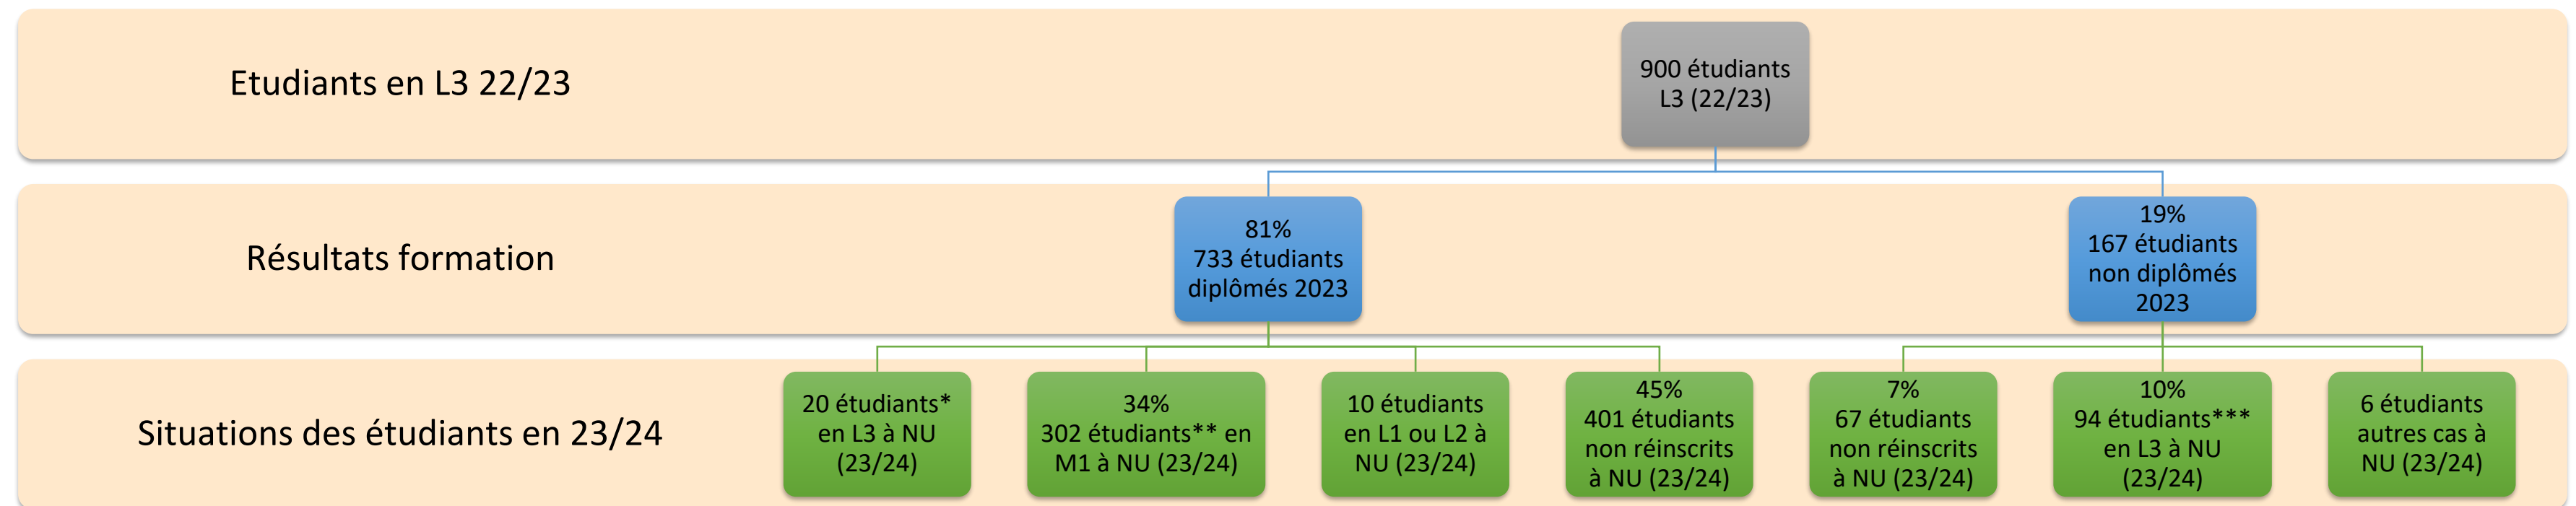 Etudiants en L3 22/23
900 étudiants
L3 (22/23)
Résultats formation
81%
733 étudiants
diplômés 2023
19%
167 étudiants
non diplômés
2023
Situations des étudiants en 23/24
20 étudiants*
en L3 à NU
(23/24)
34%
302 étudiants** en
M1 à NU (23/24)
10 étudiants
en L1 ou L2 à
NU (23/24)
45%
401 étudiants
non réinscrits
à NU (23/24)
7%
67 étudiants
non réinscrits
à NU (23/24)
10%
94 étudiants***
en L3 à NU
(23/24)
6 étudiants
autres cas à
NU (23/24)